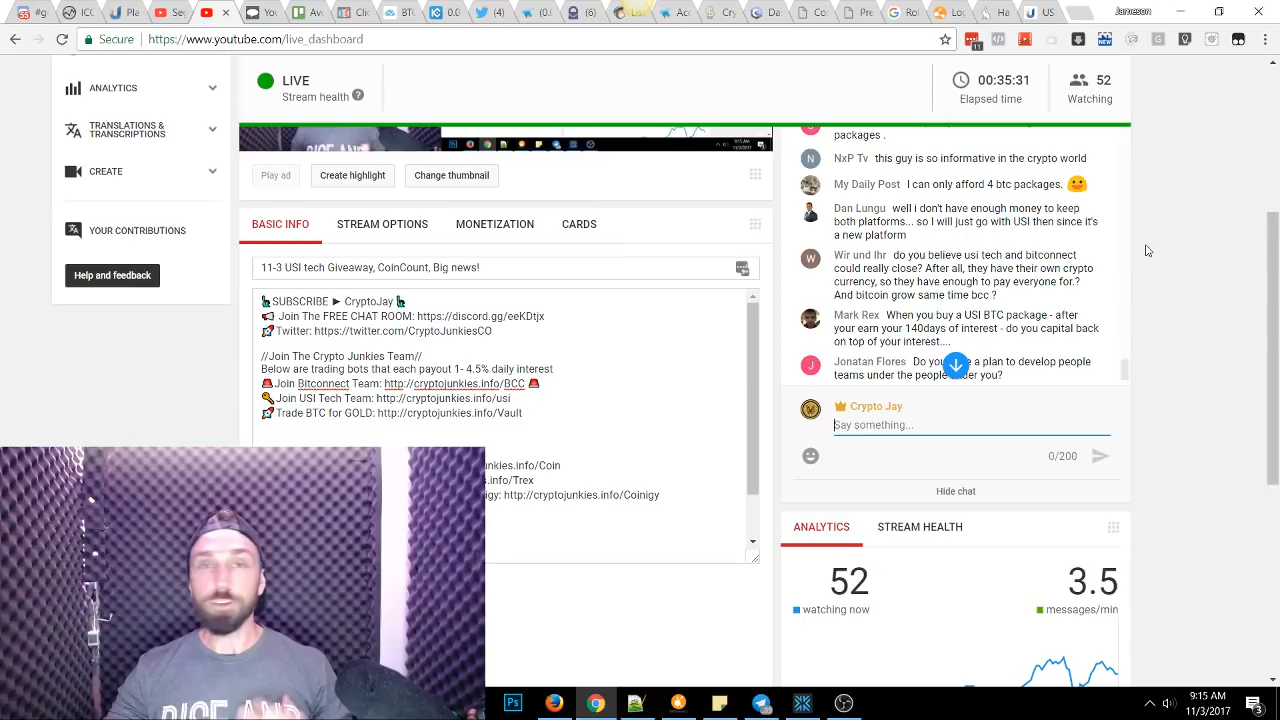 Jameson
Secure
https://www.youtube.com/live_dashboard
ANALYTICS
TRANSLATIONS &
TRANSCRIPTIONS
CREATE
YOUR CONTRIBUTIONS
Help and feedback
LIVE
Stream health
00:35:31
Elapsed time
52
Watching
Play ad
Create highlight
Change thumbnail
BASIC INFO
STREAM OPTIONS
MONETIZATION
CARDS
11-3 USI tech Giveaway, CoinCount, Big news!
SUBSCRIBE ► CryptoJay
Join The FREE CHAT ROOM: https://discord.gg/eeKDtjx
Twitter: https://twitter.com/CryptoJunkiesCO
//Join The Crypto Junkies Team//
Below are trading bots that each payout 1- 4.5% daily interest
Join Bitconnect Team: http://cryptojunkies.Info/BCC
Join USI Tech Team: http://cryptojunkies.info/usi
Trade BTC for GOLD: http://cryptojunkies.info/Vault
nkies.info/Coin
s.info/Trex
igy: http://cryptojunkies.info/Coinigy
packages .
NxP Tv this guy is so informative in the crypto world
My Daily Post I can only afford 4 btc packages.
Dan Lungu well i don't have enough money to keep
both platforms... so I will just go with USI then since it's
a new platform
Wir und Ihr do you believe usi tech and bitconnect
could really close? After all, they have their own crypto
currency, so they have enough to pay everyone for.?
And bitcoin grow same time bcc ?
Mark Rex When you buy a USI BTC package - after
your earn your 140days of interest - do you capital back
on top of your interest....
Jonatan Flores Do you a plan to develop people
teams under the people under you?
Crypto Jay
Say something...
0/200
Hide chat
ANALYTICS
STREAM HEALTH
52
watching now
3.5
messages/min
RISE AND
9:15 AM
11/3/2017